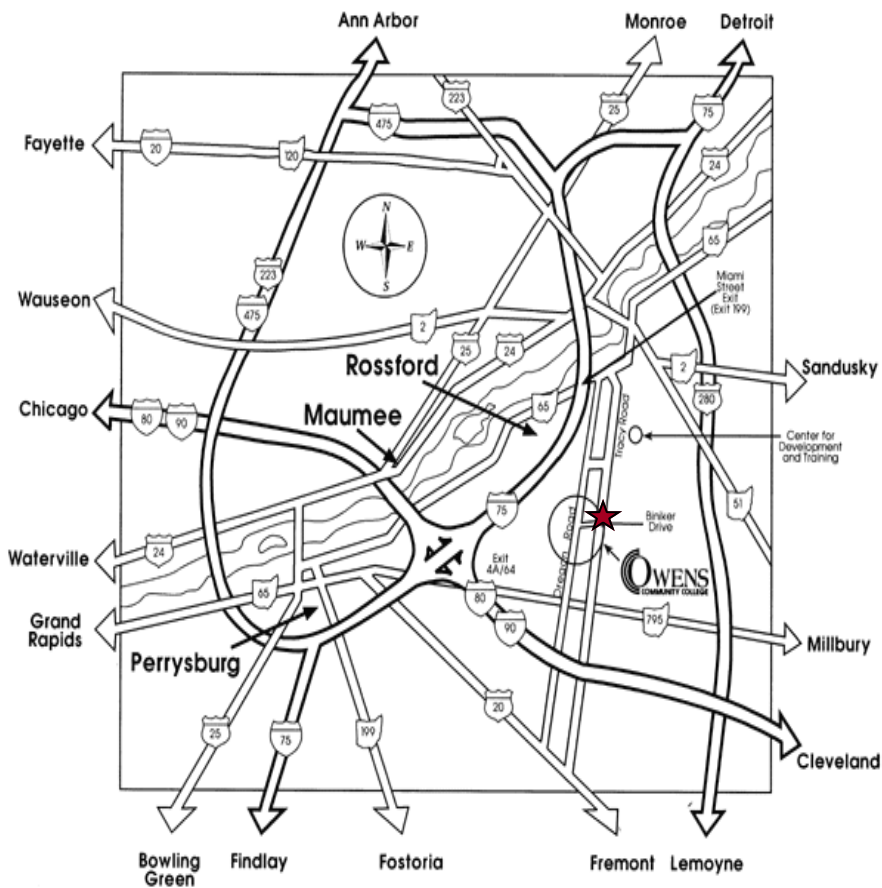 Ann Arbor
Monroe
Detroit
223
25
75
475
Fayette
20
120
24
N
W E
S
65
223
Miami
Street
Exit
(Exit 199)
Wauseon
475
2
25
24
Rossford
2
Sandusky
280
Chicago
80
90
65
Maumee
Tracy Road
Center for
Development
and Training
75
51
Oregon Road
Biniker
Drive
24
Waterville
Exit
4A/64
OWENS
COMMUNITY COLLEGE
65
80
Grand
Rapids
90
795
Millbury
Perrysburg
20
25
75
199
Cleveland
Bowling
Green
Findlay
Fostoria
Fremont
Lemoyne